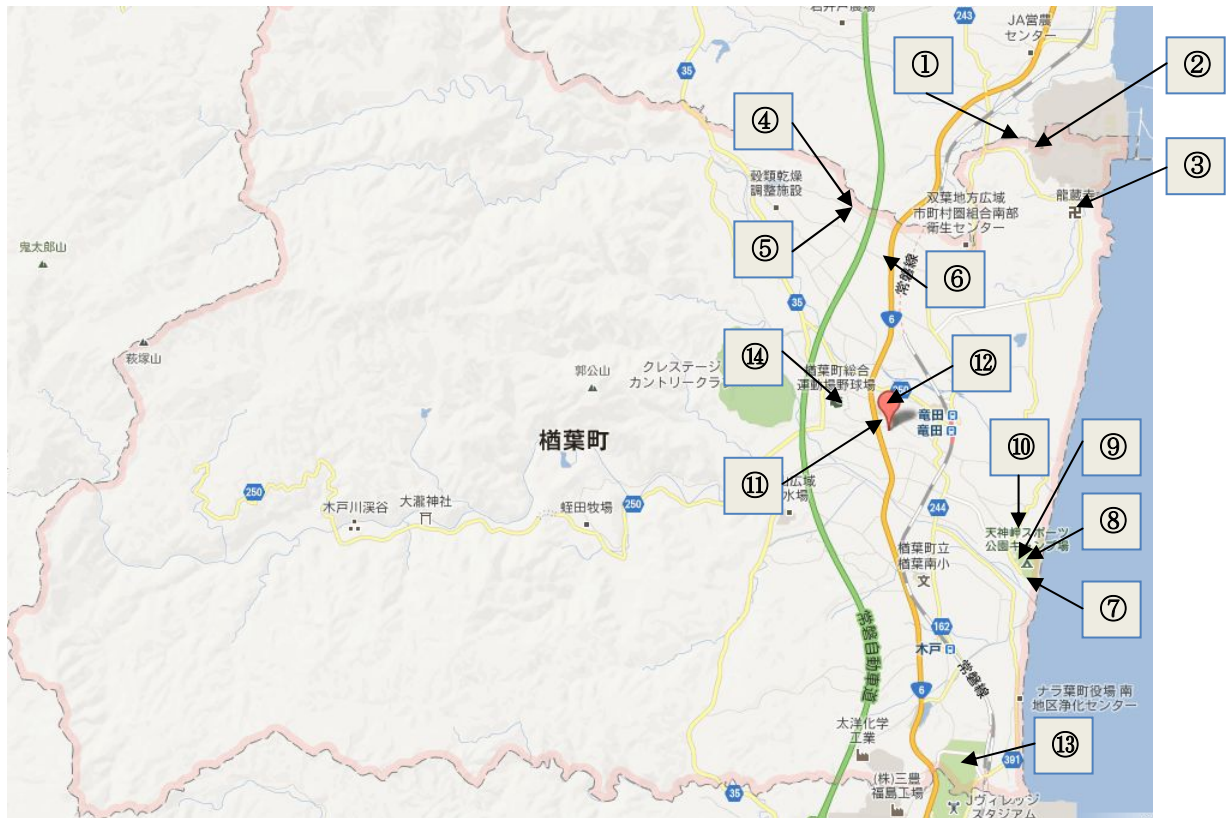 岩井戸農場
243
JA営農
センター
①
②
35
④
穀類乾燥
調整施設
③
龍蔵寺
双葉地方広域
市町村圏組合南部
衛生センター
⑤
鬼太郎山
常磐線
⑥
35
6
萩塚山
郭公山
クレステージ
カントリークラ
⑭
楢葉町総合
運動場野球場
⑫
250
竜田
竜田
楢葉町
⑪
広域
水場
⑩
⑨
250
木戸川渓谷
大瀧神社
250
蛭田牧場
244
⑧
天神岬スポーツ
公園キャンプ場
楢葉町立
楢葉南小
文
⑦
常磐自動車道
162
木戸
常磐線
6
ナラ葉町役場 南
地区浄化センター
太洋化学
工業
⑬
391
(株)三豊
福島工場
35
Jヴィレッジ
スタジアム